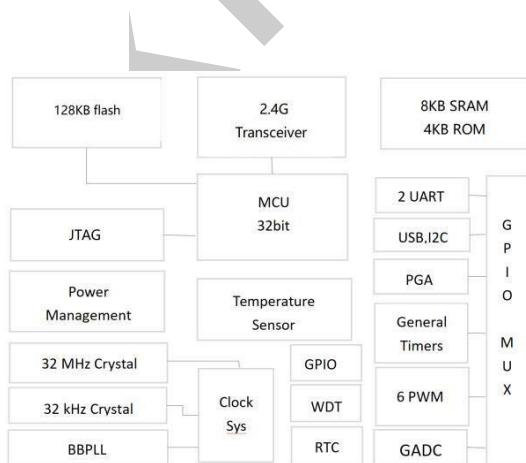 128KB flash
2.4G
Transceiver
8KB SRAM
4KB ROM
MCU
32bit
2 UART
JTAG
USB,I2C
PGA
Power
Management
Temperature
Sensor
General
Timers
G
P
I
O
M
U
X
32 MHz Crystal
GPIO
32 kHz Crystal
Clock
Sys
WDT
6 PWM
BBPLL
RTC
GADC